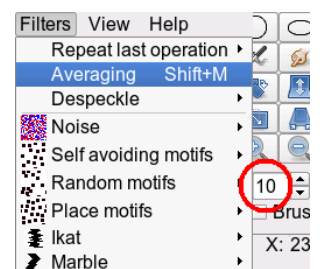 Filters View Help
Repeat last operation
Averaging Shift+M
Despeckle
Noise
Self avoiding motifs
Random motifs
10
Place motifs
Brus
Ikat
X: 23
Marble